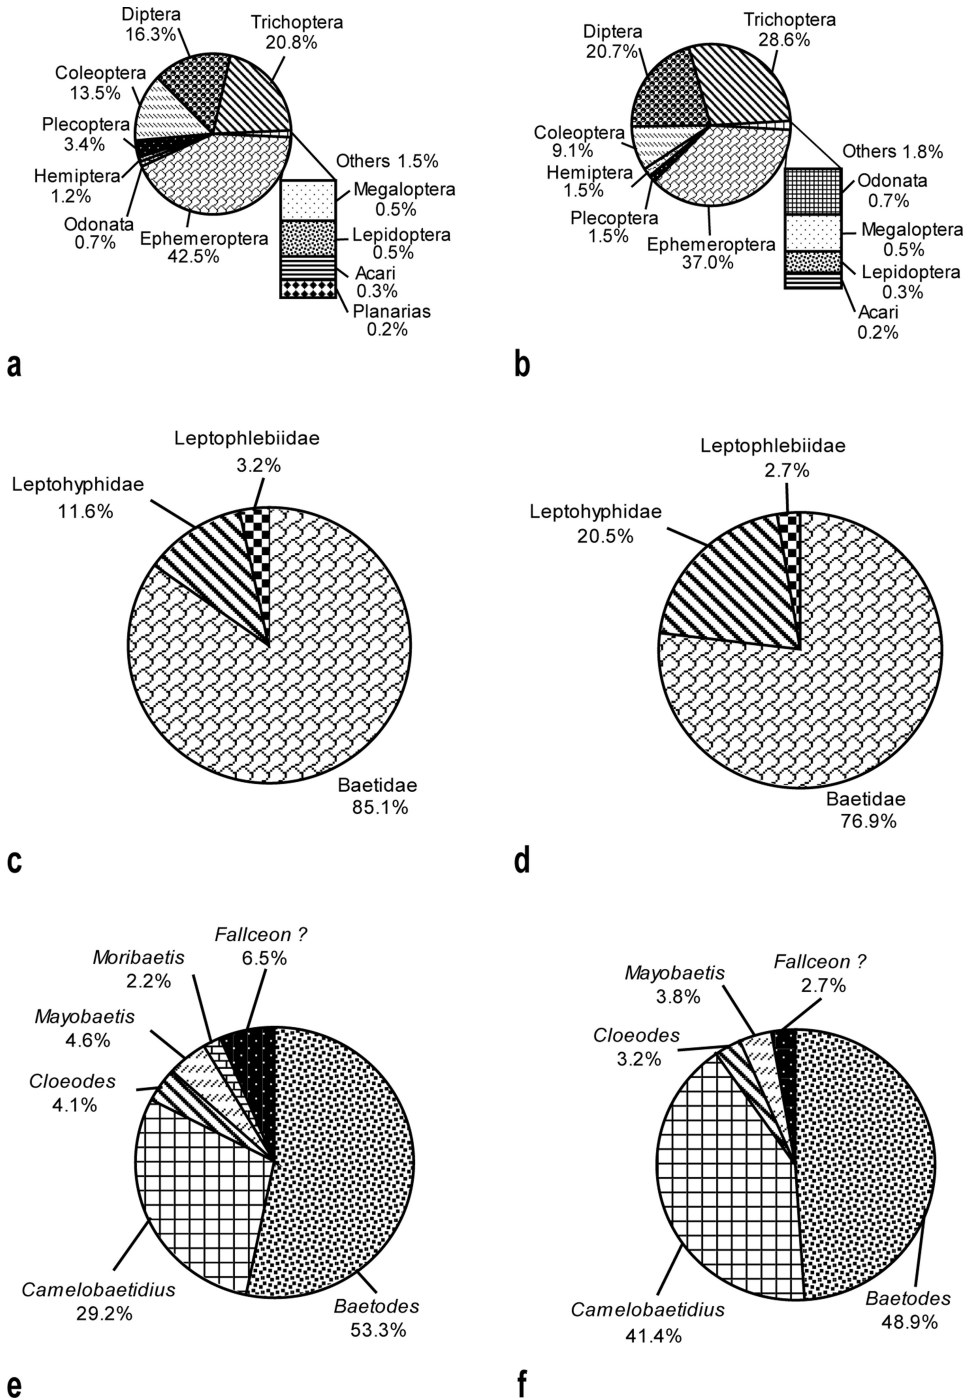 Diptera
16.3%
Trichoptera
20.8%
Coleoptera
13.5%
Plecoptera
3.4%
Hemiptera
1.2%
Odonata
0.7%
Ephemeroptera
42.5%
Others 1.5%
Megaloptera
0.5%
Lepidoptera
0.5%
Acari
0.3%
Planarias
0.2%
a
Diptera
20.7%
Trichoptera
28.6%
Coleoptera
9.1%
Hemiptera
1.5%
Plecoptera
1.5%
Ephemeroptera
37.0%
Others 1.8%
Odonata
0.7%
Megaloptera
0.5%
Lepidoptera
0.3%
Acari
0.2%
b
Leptophlebiidae
3.2%
Leptohyphidae
11.6%
Baetidae
85.1%
c
Leptophlebiidae
2.7%
Leptohyphidae
20.5%
Baetidae
76.9%
d
Fallceon ?
6.5%
Moribaetis
2.2%
Mayobaetis
4.6%
Cloeodes
4.1%
Camelobaetidius
29.2%
Baetodes
53.3%
e
Fallceon ?
2.7%
Mayobaetis
3.8%
Cloeodes
3.2%
Camelobaetidius
41.4%
Baetodes
48.9%
f